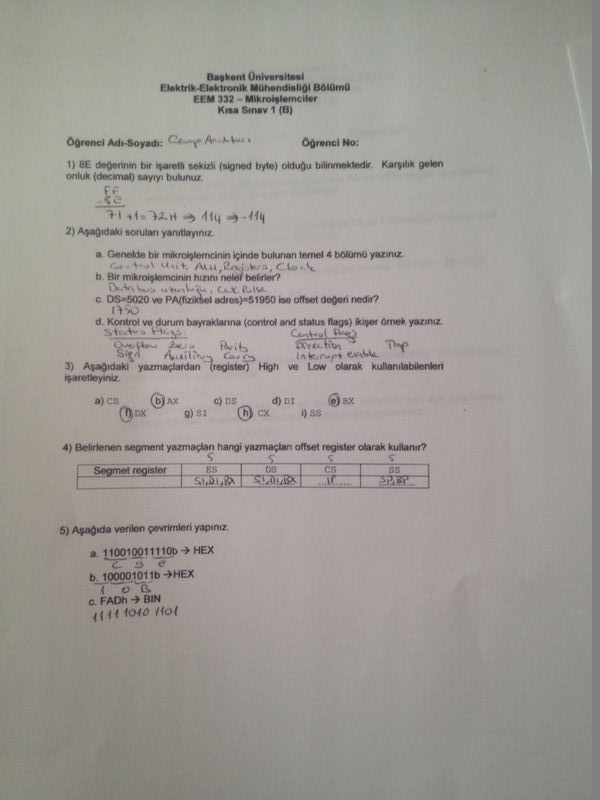 Başkent Üniversitesi
Elektrik-Elektronik Mühendisliği Bölümü
EEM 332 – Mikroişlemciler
Kısa Sınav 1 (B)
Öğrenci Adı-Soyadı: Cevap Anahtarı Öğrenci No:
1) 8E değerinin bir işaretli sekizli (signed byte) olduğu bilinmektedir. Karşılık gelen
onluk (decimal) sayıyı bulunuz.
FF
- 8E
71 +1 = 72H ⇒ 114 ⇒ -114
2) Aşağıdaki soruları yanıtlayınız.
a. Genelde bir mikroişlemcinin içinde bulunan temel 4 bölümü yazınız.
Control Unit, ALU, Registers, Clock
b. Bir mikroişlemcinin hızını neler belirler?
Data bus uzunluğu, CLK Pulse
c. DS=5020 ve PA(fiziksel adres)=51950 ise offset değeri nedir?
1750
d. Kontrol ve durum bayraklarına (control and status flags) ikişer örnek yazınız.
Status Flags: Control flags
Overflow Zero Parity Direction Trap
Sign Auxiliary Carry Interrupt enable
3) Aşağıdaki yazmaçlardan (register) High ve Low olarak kullanılabilenleri
işaretleyiniz.
a) CS b) AX c) DS d) DI e) BX
f) DX g) SI h) CX i) SS
4) Belirlenen segment yazmaçları hangi yazmaçları offset register olarak kullanır?
5 5 5 5
Segmet register ES DS CS SS
SI,DI,BX SI,DI,BX ...IP....... SP,BP...
5) Aşağıda verilen çevrimleri yapınız.
a. 110010011110b → HEX
C 9 E
b. 100001011b →HEX
1 0 B
c. FADh → BIN
1111 1010 1101